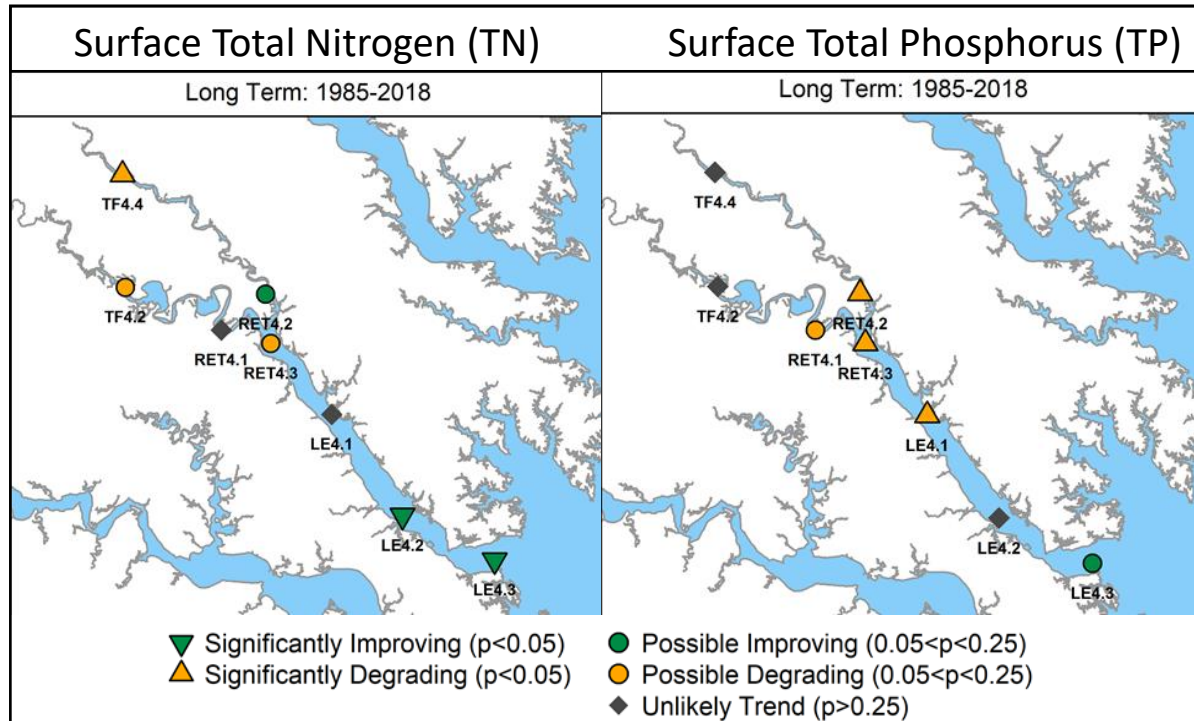 Surface Total Nitrogen (TN)
Long Term: 1985-2018
TF4.4
TF4.2
RET4.2
RET4.1
RET4.3
LE4.1
LE4.2
LE4.3
Surface Total Phosphorus (TP)
Long Term: 1985-2018
TF4.4
TF4.2
RET4.2
RET4.1
RET4.3
LE4.1
LE4.2
LE4.3
Significantly Improving (p<0.05)
Significantly Degrading (p<0.05)
Possible Improving (0.05<p<0.25)
Possible Degrading (0.05<p<0.25)
Unlikely Trend (p>0.25)